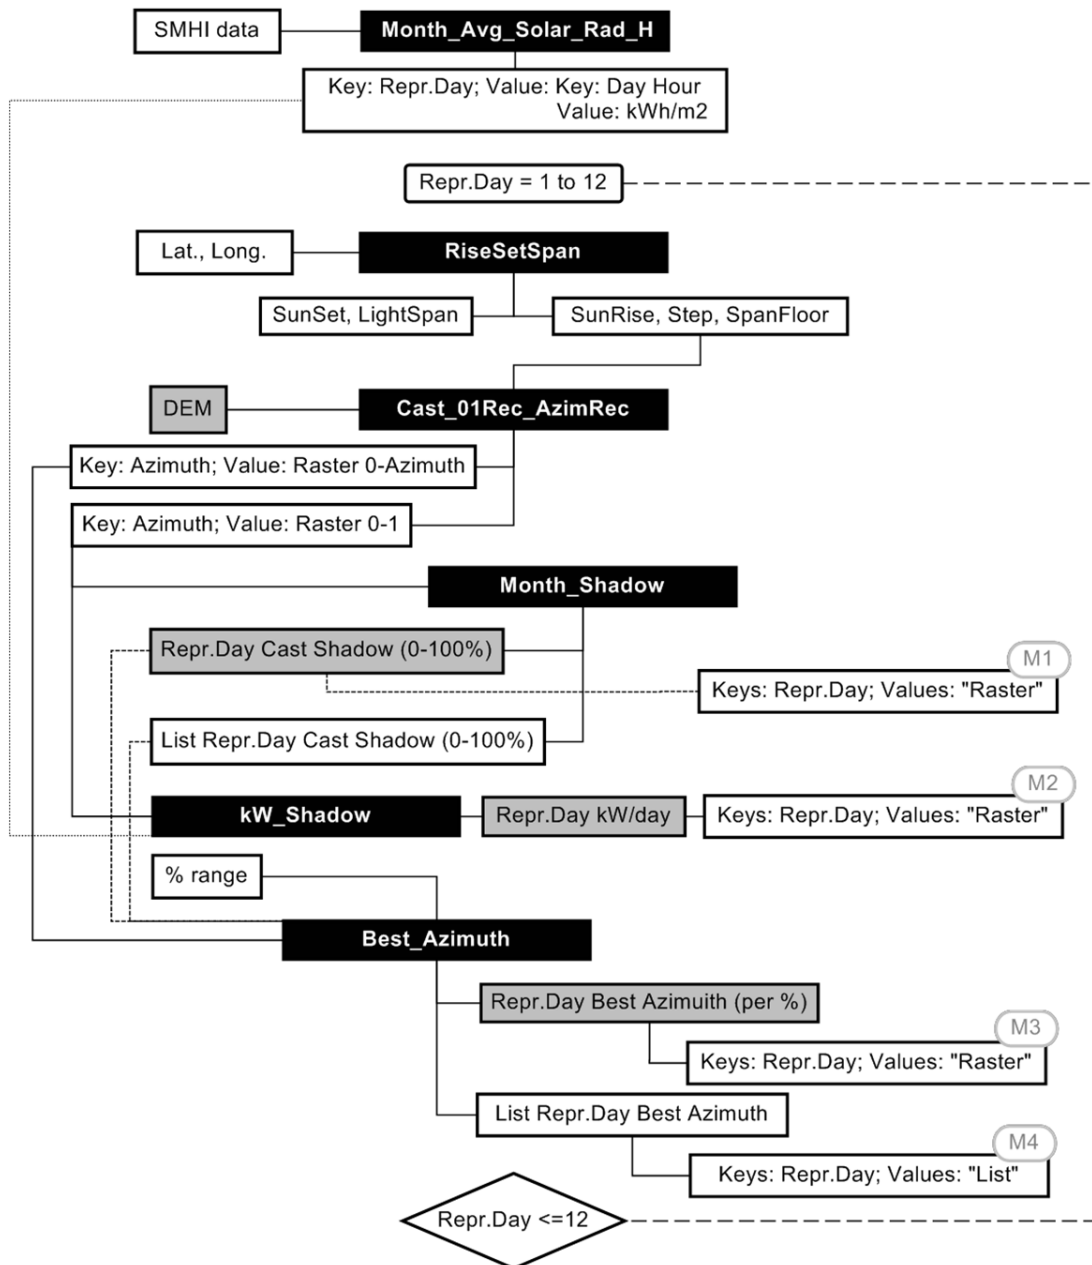 SMHI data
Month_Avg_Solar_Rad_H
Key: Repr.Day; Value: Key: Day Hour
Value: kWh/m2
Repr.Day = 1 to 12
Lat., Long.
RiseSetSpan
SunSet, LightSpan
SunRise, Step, SpanFloor
DEM
Cast_01Rec_AzimRec
Key: Azimuth; Value: Raster 0-Azimuth
Key: Azimuth; Value: Raster 0-1
Month_Shadow
Repr.Day Cast Shadow (0-100%)
M1
Keys: Repr.Day; Values: "Raster"
List Repr.Day Cast Shadow (0-100%)
M2
kW_Shadow
Repr.Day kW/day
Keys: Repr.Day; Values: "Raster"
% range
Best_Azimuth
Repr.Day Best Azimuith (per %)
M3
Keys: Repr.Day; Values: "Raster"
List Repr.Day Best Azimuth
M4
Keys: Repr.Day; Values: "List"
Repr.Day <=12